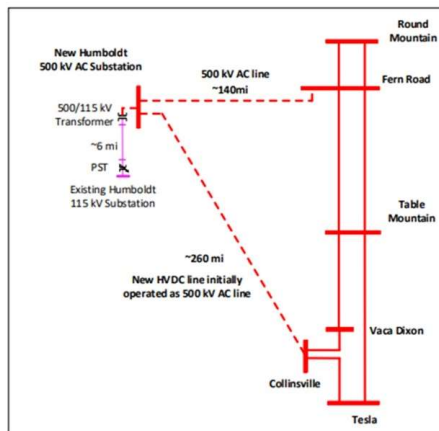 Round
Mountain
New Humboldt
500 kV AC Substation
500 kV AC line
~140mi
Fern Road
500/115 kV
Transformer
~6 mi
PST
Existing Humboldt
115 kV Substation
Table
Mountain
~260 mi
New HVDC line initially
operated as 500 kV AC line
Vaca Dixon
Collinsville
Tesla